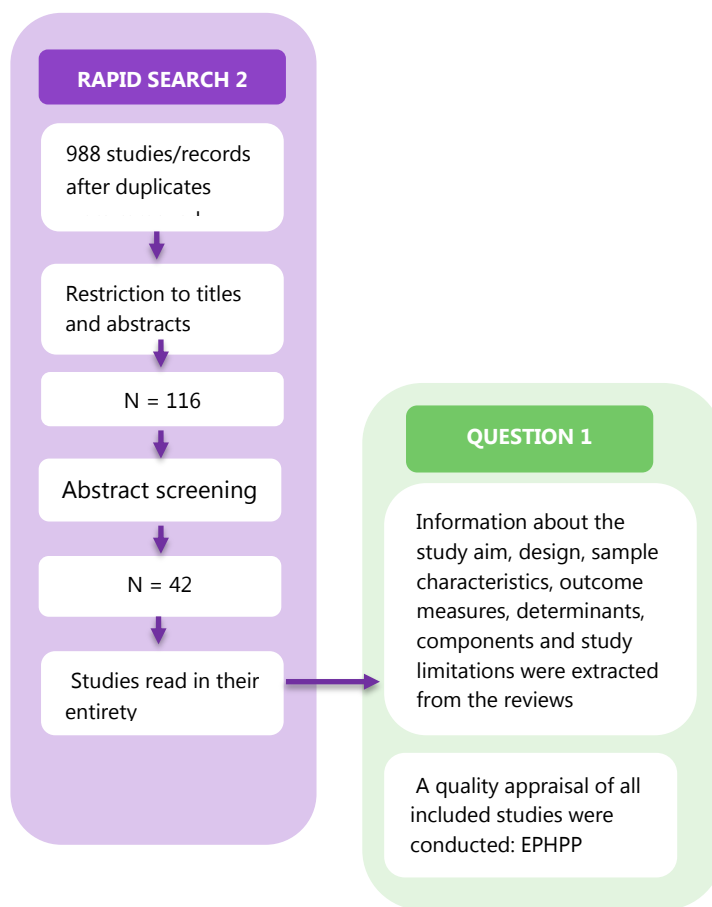 RAPID SEARCH 2
988 studies/records
after duplicates
Restriction to titles
and abstracts
N = 116
Abstract screening
N = 42
Studies read in their
entirety
QUESTION 1
Information about the
study aim, design, sample
characteristics, outcome
measures, determinants,
components and study
limitations were extracted
from the reviews
A quality appraisal of all
included studies were
conducted: EPHPP